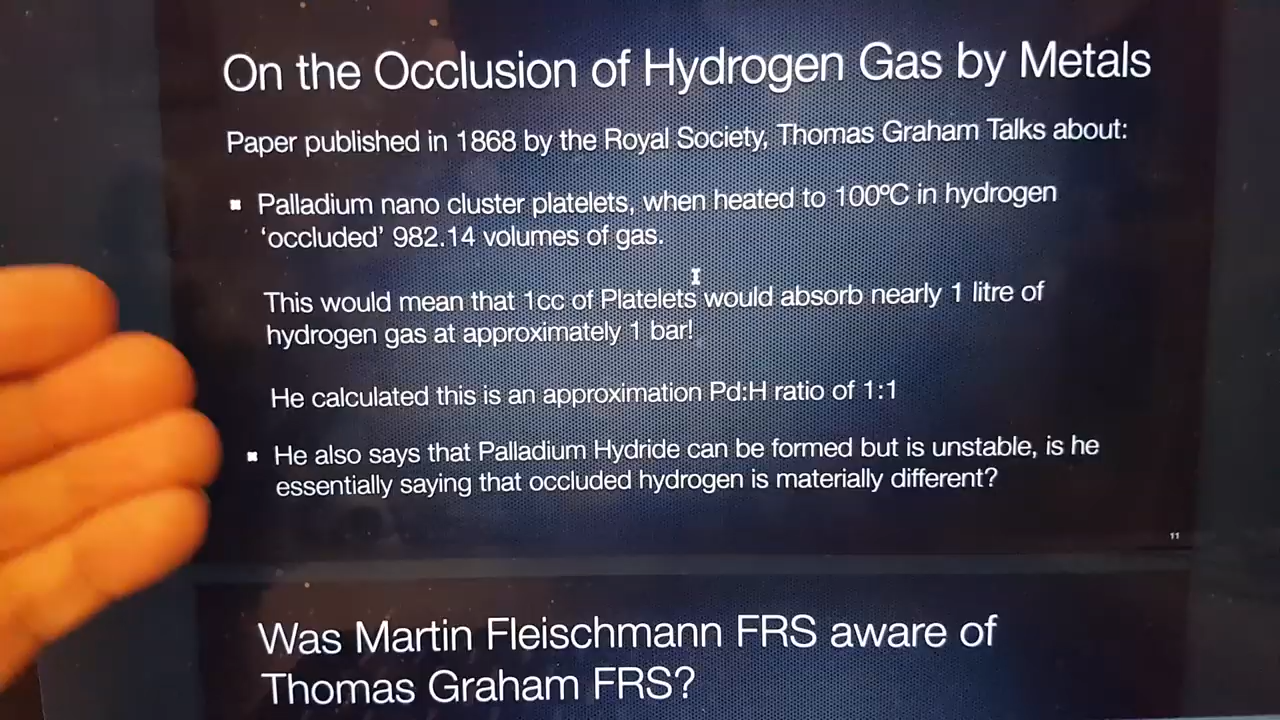 On the Occlusion of Hydrogen Gas by Metals
Paper published in 1868 by the Royal Society, Thomas Graham Talks about:
Palladium nano cluster platelets, when heated to 100ºC in hydrogen
‘occluded’ 982.14 volumes of gas.
This would mean that 1cc of Platelets would absorb nearly 1 litre of
hydrogen gas at approximately 1 bar!
He calculated this is an approximation Pd:H ratio of 1:1
He also says that Palladium Hydride can be formed but is unstable, is he
essentially saying that occluded hydrogen is materially different?
11
Was Martin Fleischmann FRS aware of
Thomas Graham FRS?